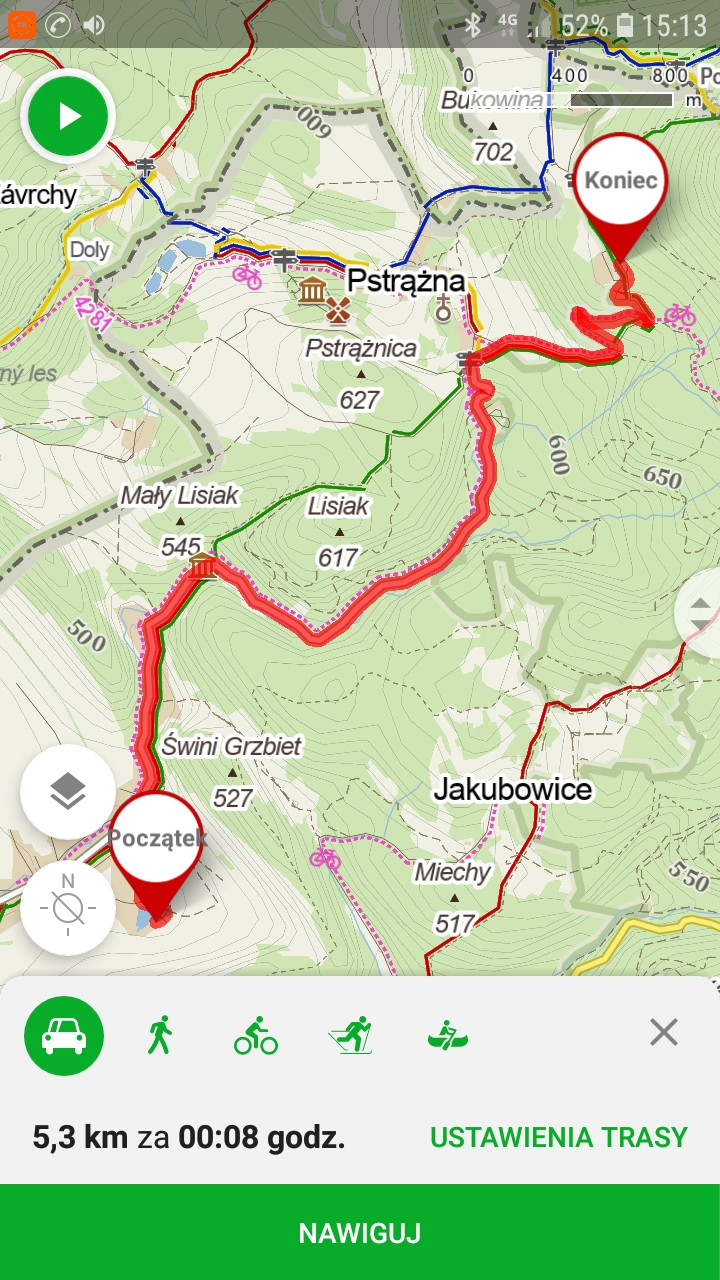 4G 52% 15:13
0 400 800
m
Bukowina
702
Koniec
600
Závrchy
Doly
4281
Pstrążna
Pstrążnica
627
ný les
600
650
Mały Lisiak
545
Lisiak
617
500
Świni Grzbiet
527
Jakubowice
Początek
Miechy
517
550
N
5,3 km za 00:08 godz.
USTAWIENIA TRASY
NAWIGUJ